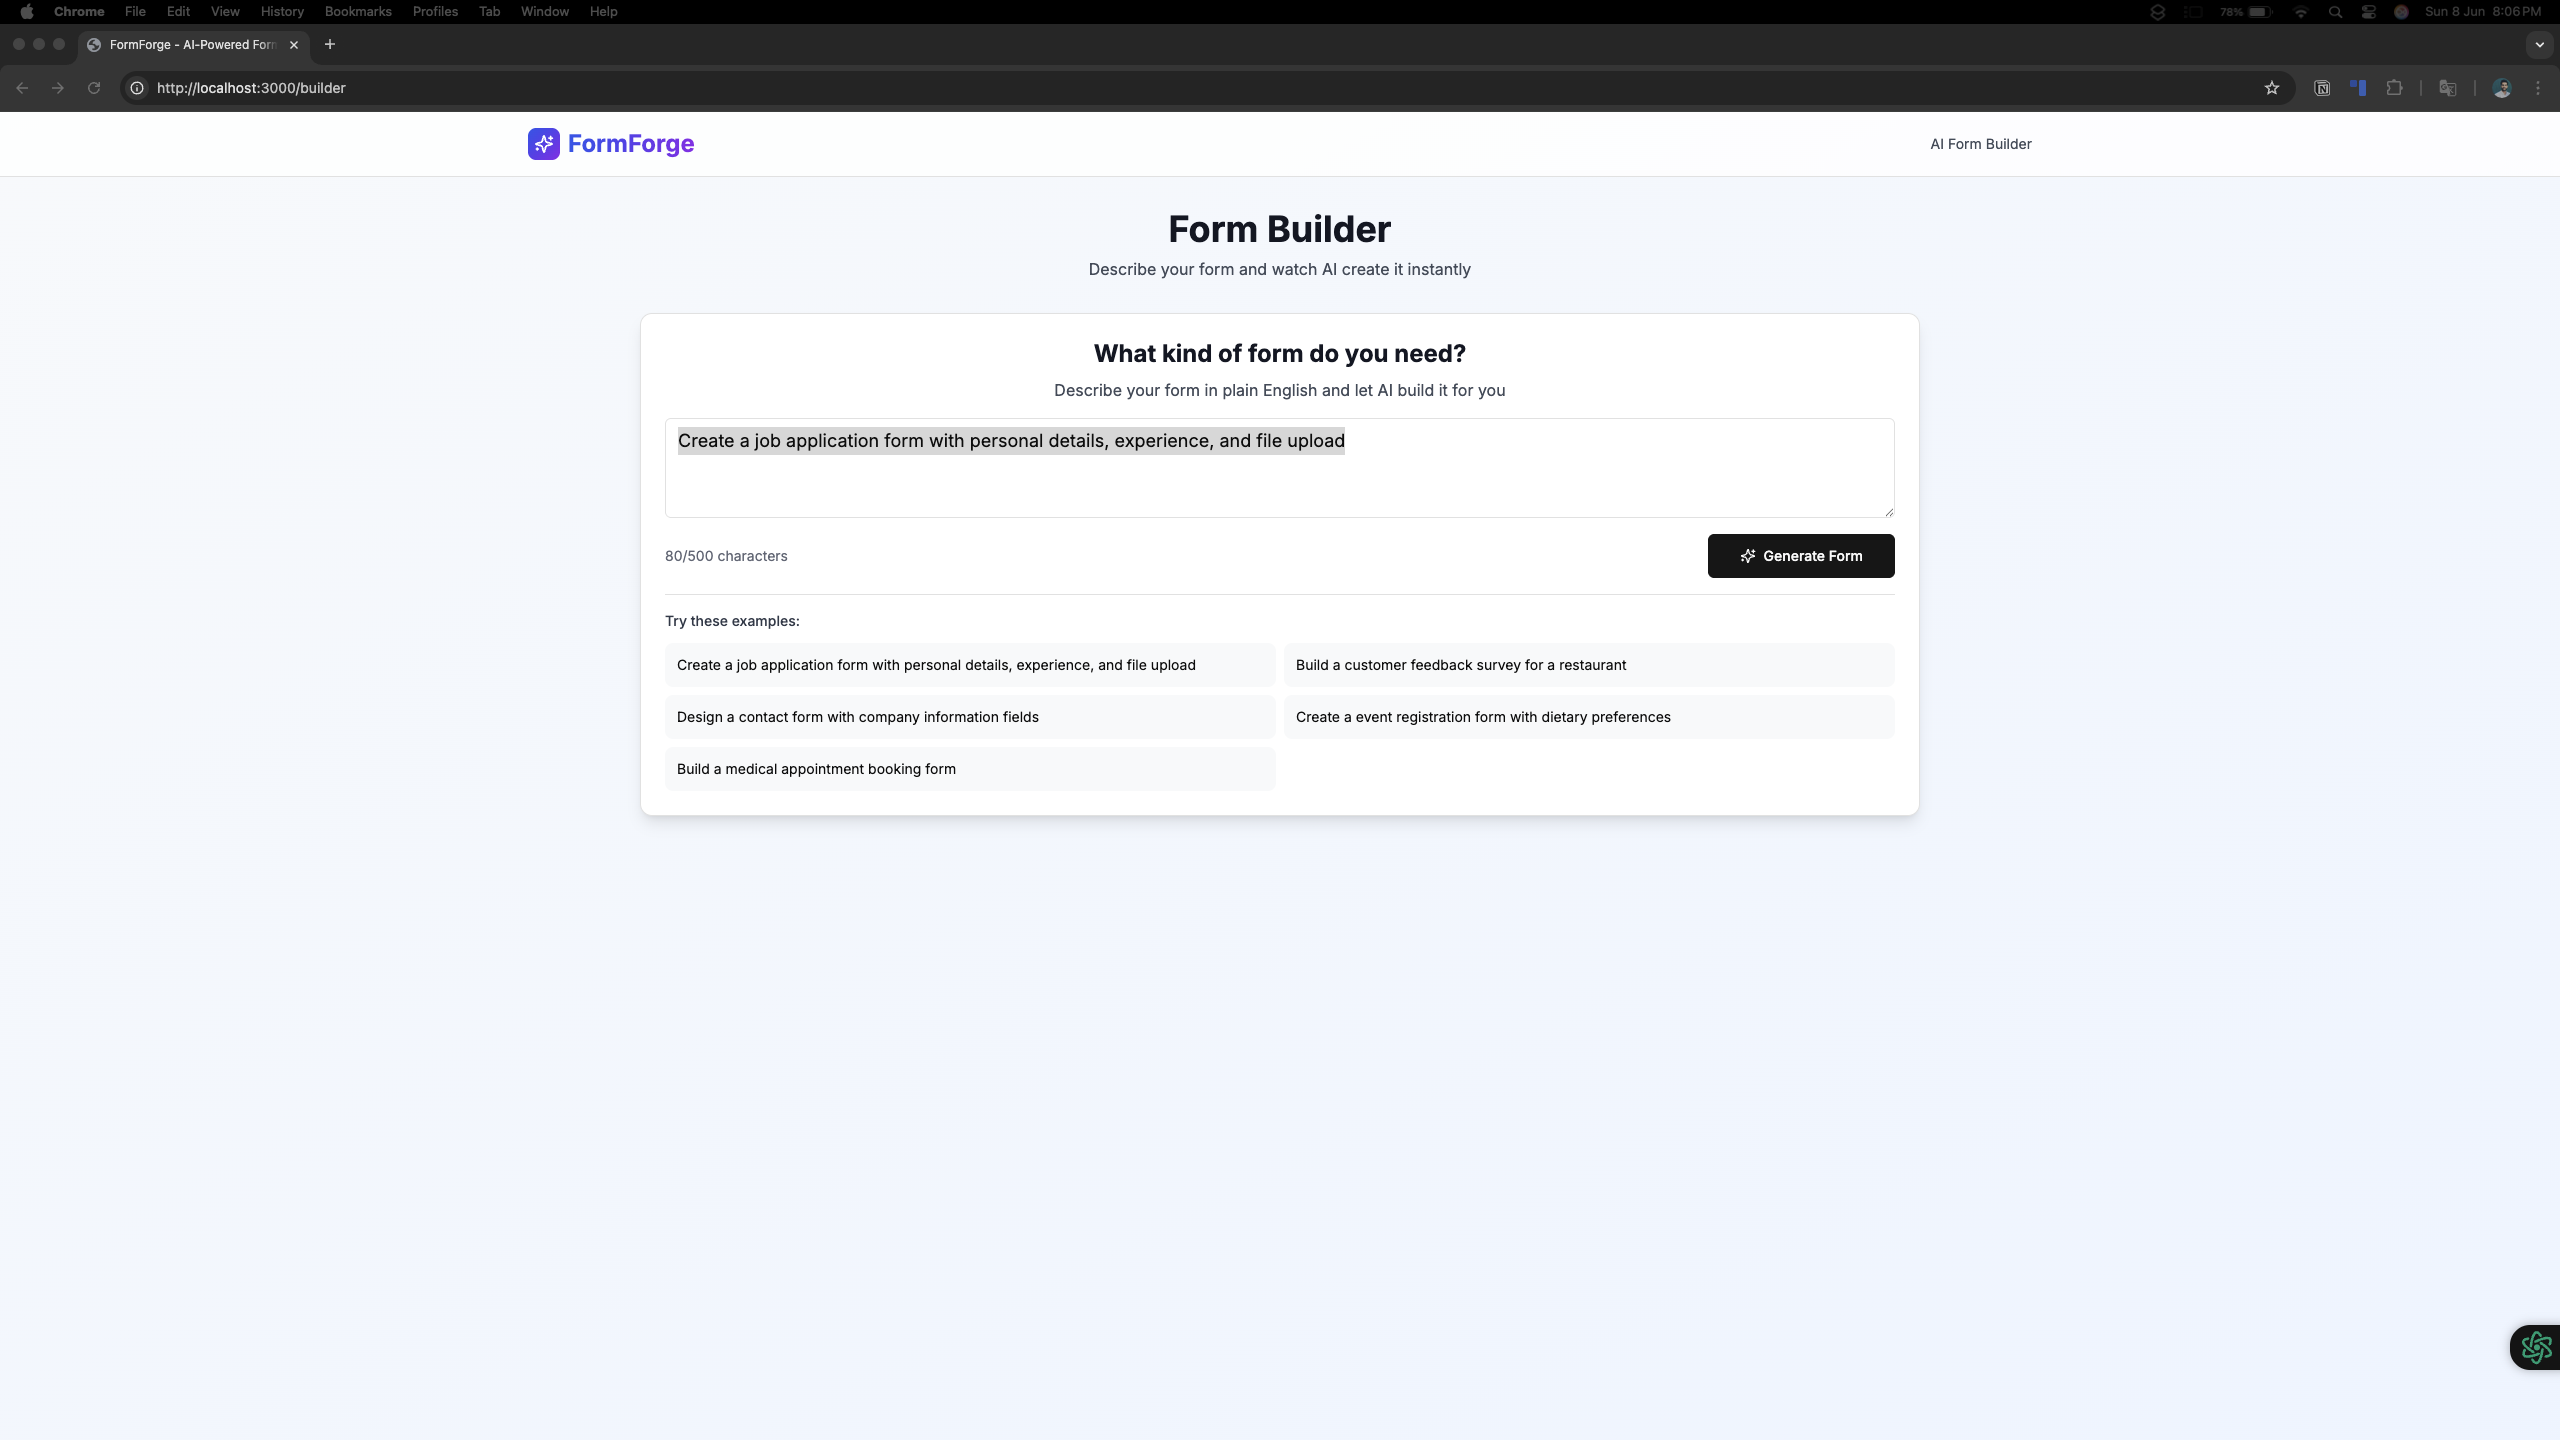 Chrome File Edit View History Bookmarks Profiles Tab Window Help 78% Sun 8 Jun 8:06 PM
FormForge - AI-Powered Form
http://localhost:3000/builder
FormForge AI Form Builder
Form Builder
Describe your form and watch AI create it instantly
What kind of form do you need?
Describe your form in plain English and let AI build it for you
Create a job application form with personal details, experience, and file upload
80/500 characters Generate Form
Try these examples:
Create a job application form with personal details, experience, and file upload Build a customer feedback survey for a restaurant
Design a contact form with company information fields Create a event registration form with dietary preferences
Build a medical appointment booking form